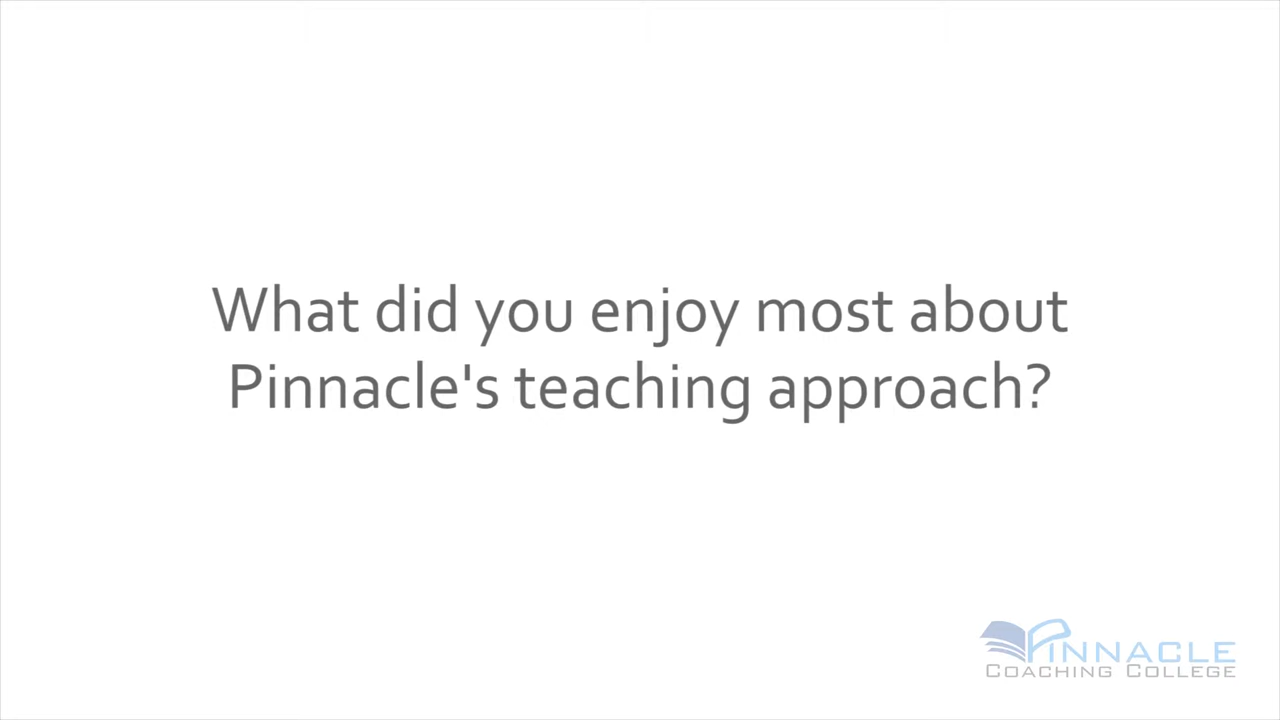 What did you enjoy most about
Pinnacle's teaching approach?
PINNACLE
COACHING COLLEGE